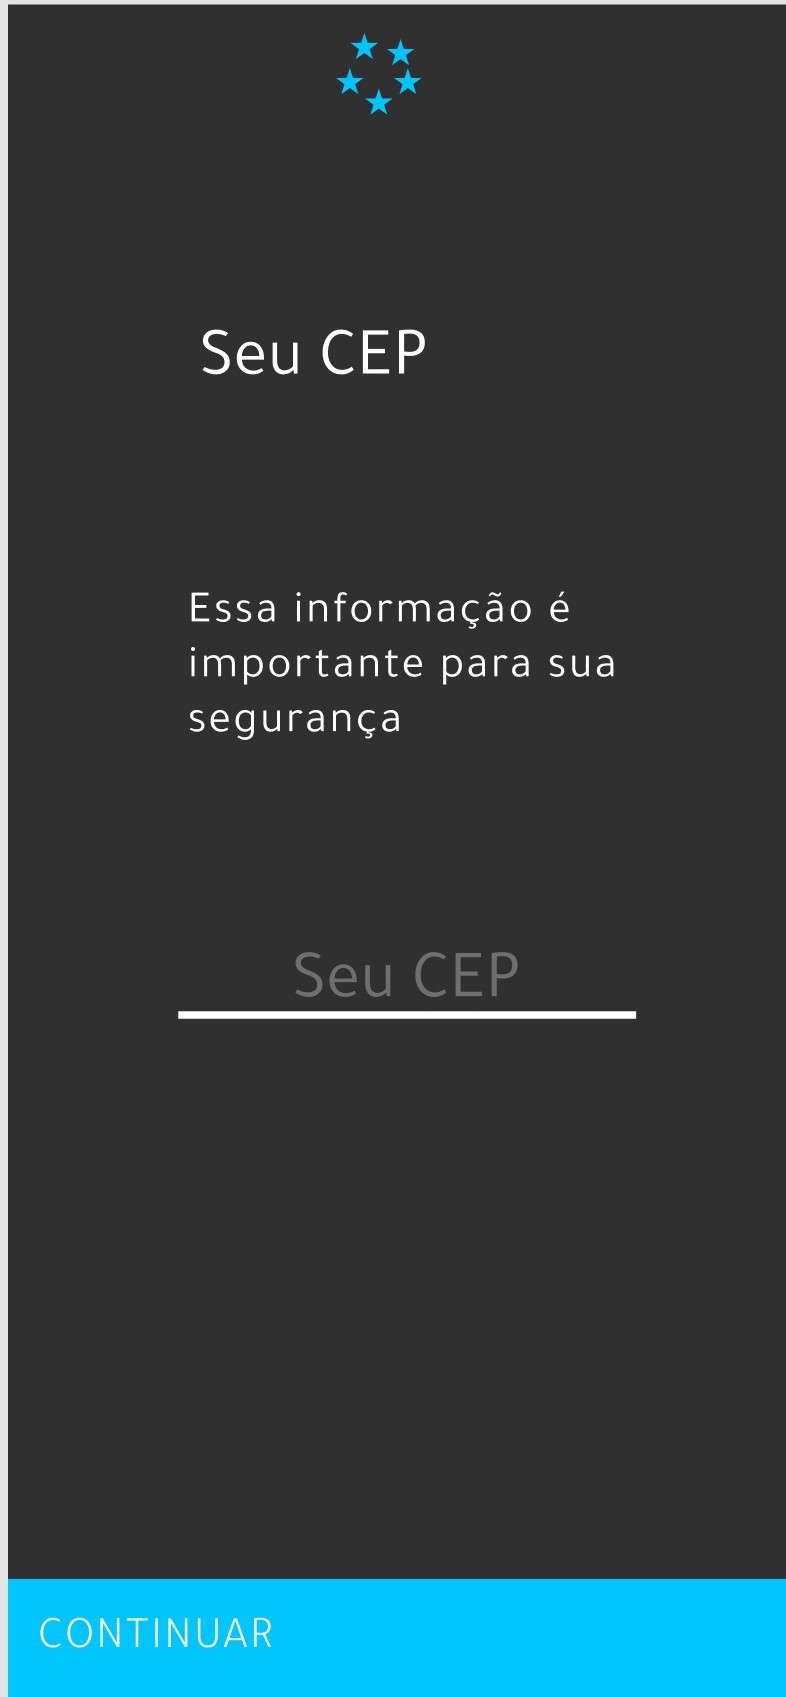 Seu CEP
Essa informação é
importante para sua
segurança
Seu CEP
CONTINUAR